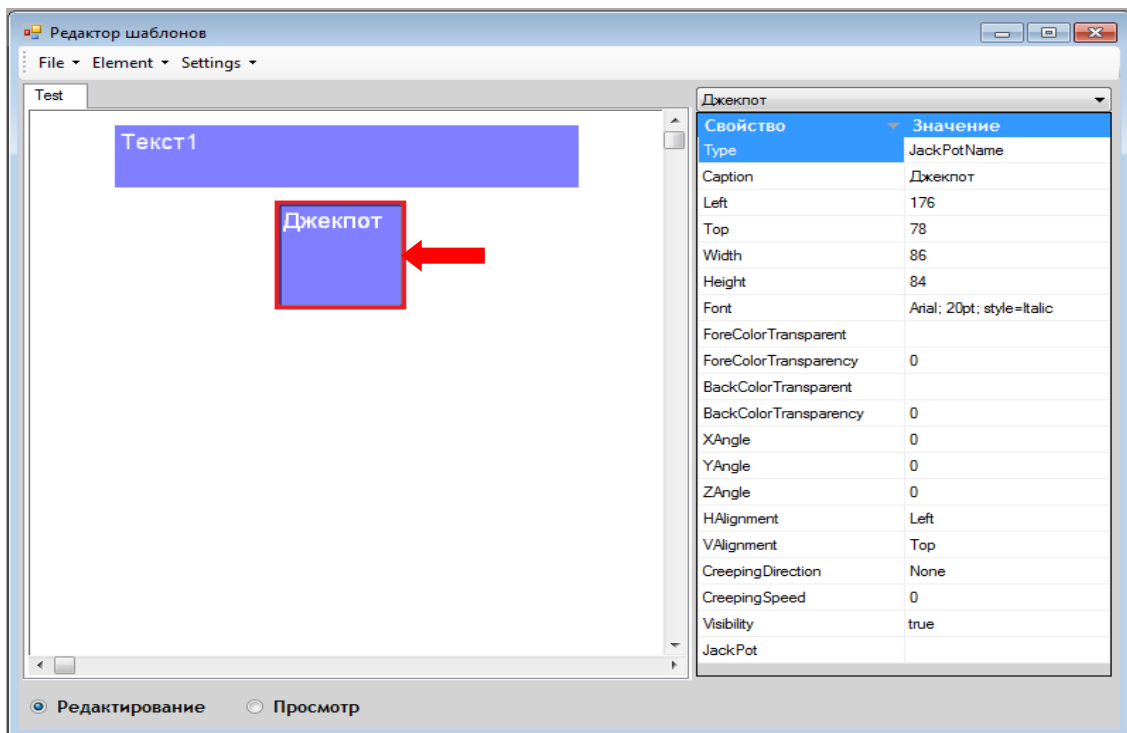 Редактор шаблонов
File Element Settings
Test
Текст1
Джекпот
Джекпот
Свойство Значение
Type JackPotName
Caption Джекпот
Left 176
Top 78
Width 86
Height 84
Font Arial; 20pt; style=Italic
ForeColorTransparent
ForeColorTransparency 0
BackColorTransparent
BackColorTransparency 0
XAngle 0
YAngle 0
ZAngle 0
HAlignment Left
VAlignment Top
CreepingDirection None
CreepingSpeed 0
Visibility true
JackPot
Редактирование Просмотр